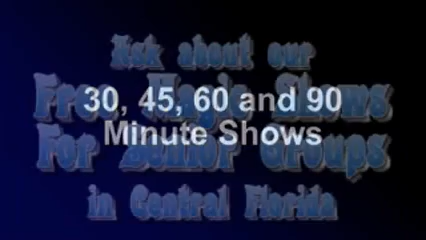 Ask about our
Free Magic Shows
30, 45, 60 and 90
Minute Shows
For Senior Groups
in Central Florida